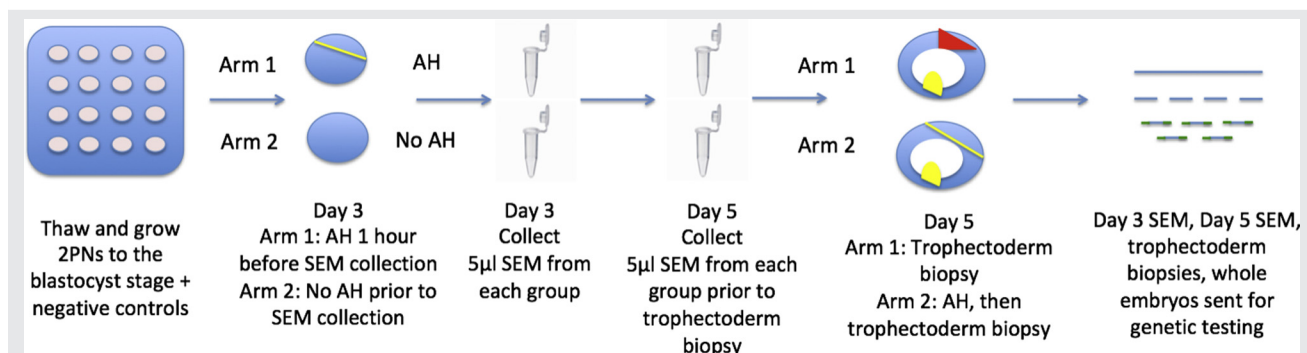 Arm 1
AH
Arm 2
No AH
Arm 1
Arm 2
Thaw and grow
2PNs to the
blastocyst stage +
negative controls
Day 3
Arm 1: AH 1 hour
before SEM collection
Arm 2: No AH prior to
SEM collection
Day 3
Collect
5µl SEM from
each group
Day 5
Collect
5µl SEM from each
group prior to
trophectoderm
biopsy
Day 5
Arm 1: Trophectoderm
biopsy
Arm 2: AH, then
trophectoderm biopsy
Day 3 SEM, Day 5 SEM,
trophectoderm
biopsies, whole
embryos sent for
genetic testing